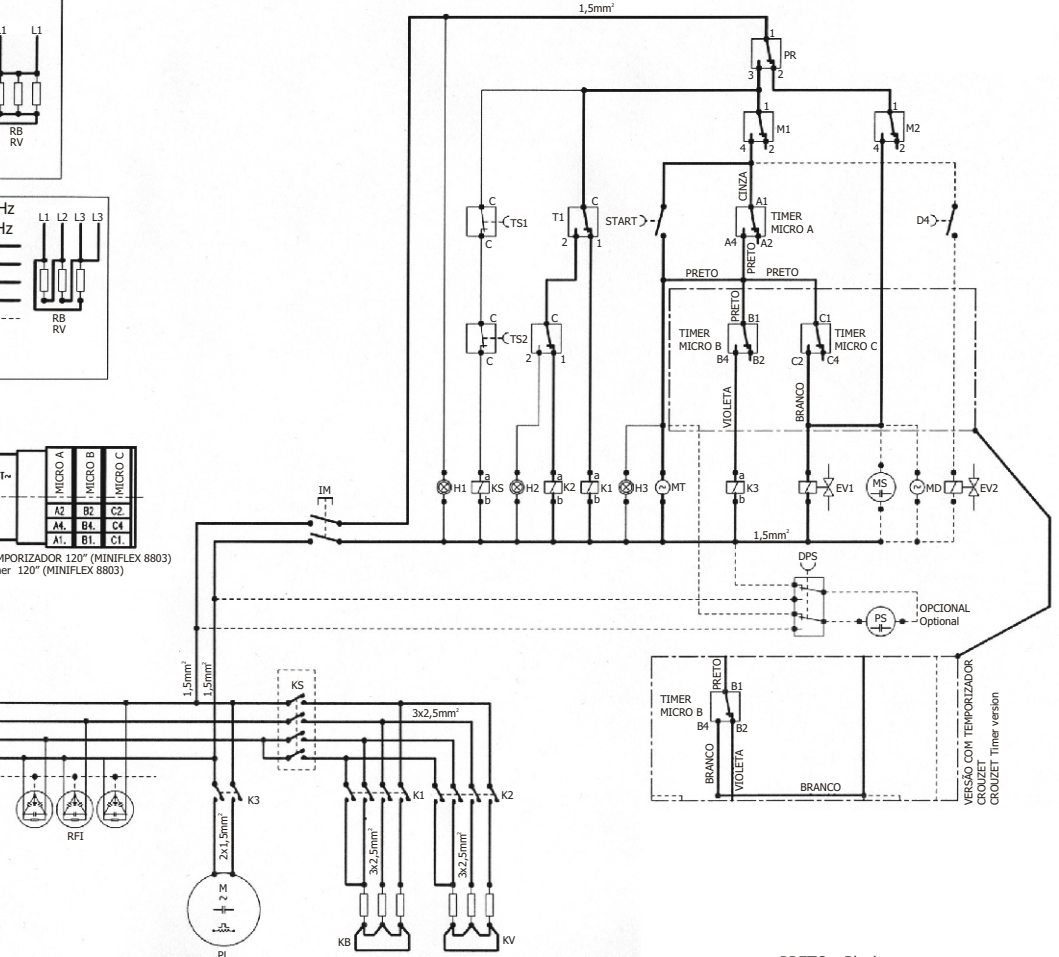 1,5mm²
L1
L1
RB
RV
Hz
Hz
L1 L2 L3 L3
RB
RV
1
PR
3 2
1
M1
4 2
1
M2
4 2
CINZA
C
TS1
C
T1
C
2 1
START
A1
TIMER
MICRO A
A4 A2
D4
PRETO
PRETO
PRETO
PRETO
C
TS2
C
C
2 1
TIMER
MICRO B
B1
B4 B2
C1
TIMER
MICRO C
C2 C4
VIOLETA
BRANCO
T~
MICRO A
MICRO B
MICRO C
A2 B2 C2.
A4. B4. C4
A1. B1. C1.
EMPORIZADOR 120" (MINIFLEX 8803)
er 120" (MINIFLEX 8803)
IM
H1
a
KS
b
H2
a
K2
b
a
K1
b
H3
MT
a
K3
b
EV1
MS
MD
EV2
1,5mm²
DPS
PS
OPCIONAL
Optional
1,5mm²
1,5mm²
KS
3x2,5mm²
K3
K1
K2
RFI
2x1,5mm²
3x2,5mm²
3x2,5mm²
M
PL
KB
KV
PRETO
TIMER
MICRO B
B1
B4 B2
BRANCO
VIOLETA
BRANCO
VERSÃO COM TEMPORIZADOR
CROUZET
CROUZET Timer version